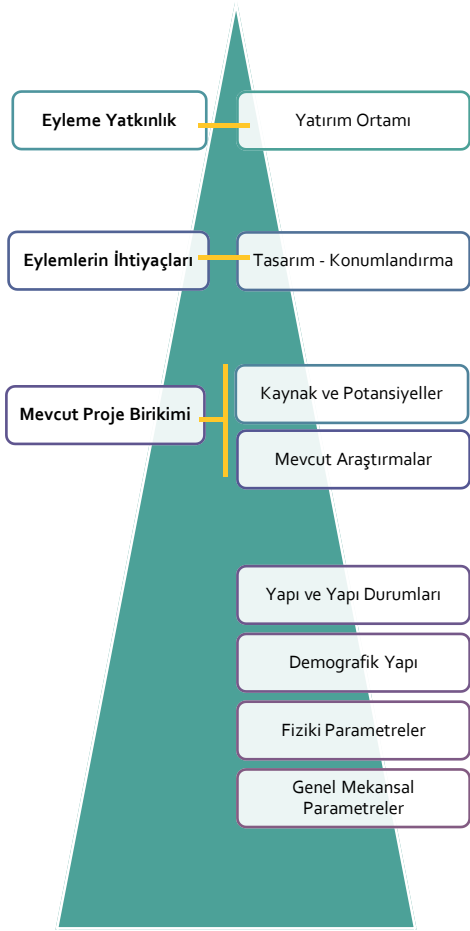 Eyleme Yatkınlık
Yatırım Ortamı
Eylemlerin İhtiyaçları
Tasarım - Konumlandırma
Mevcut Proje Birikimi
Kaynak ve Potansiyeller
Mevcut Araştırmalar
Yapı ve Yapı Durumları
Demografik Yapı
Fiziki Parametreler
Genel Mekansal
Parametreler